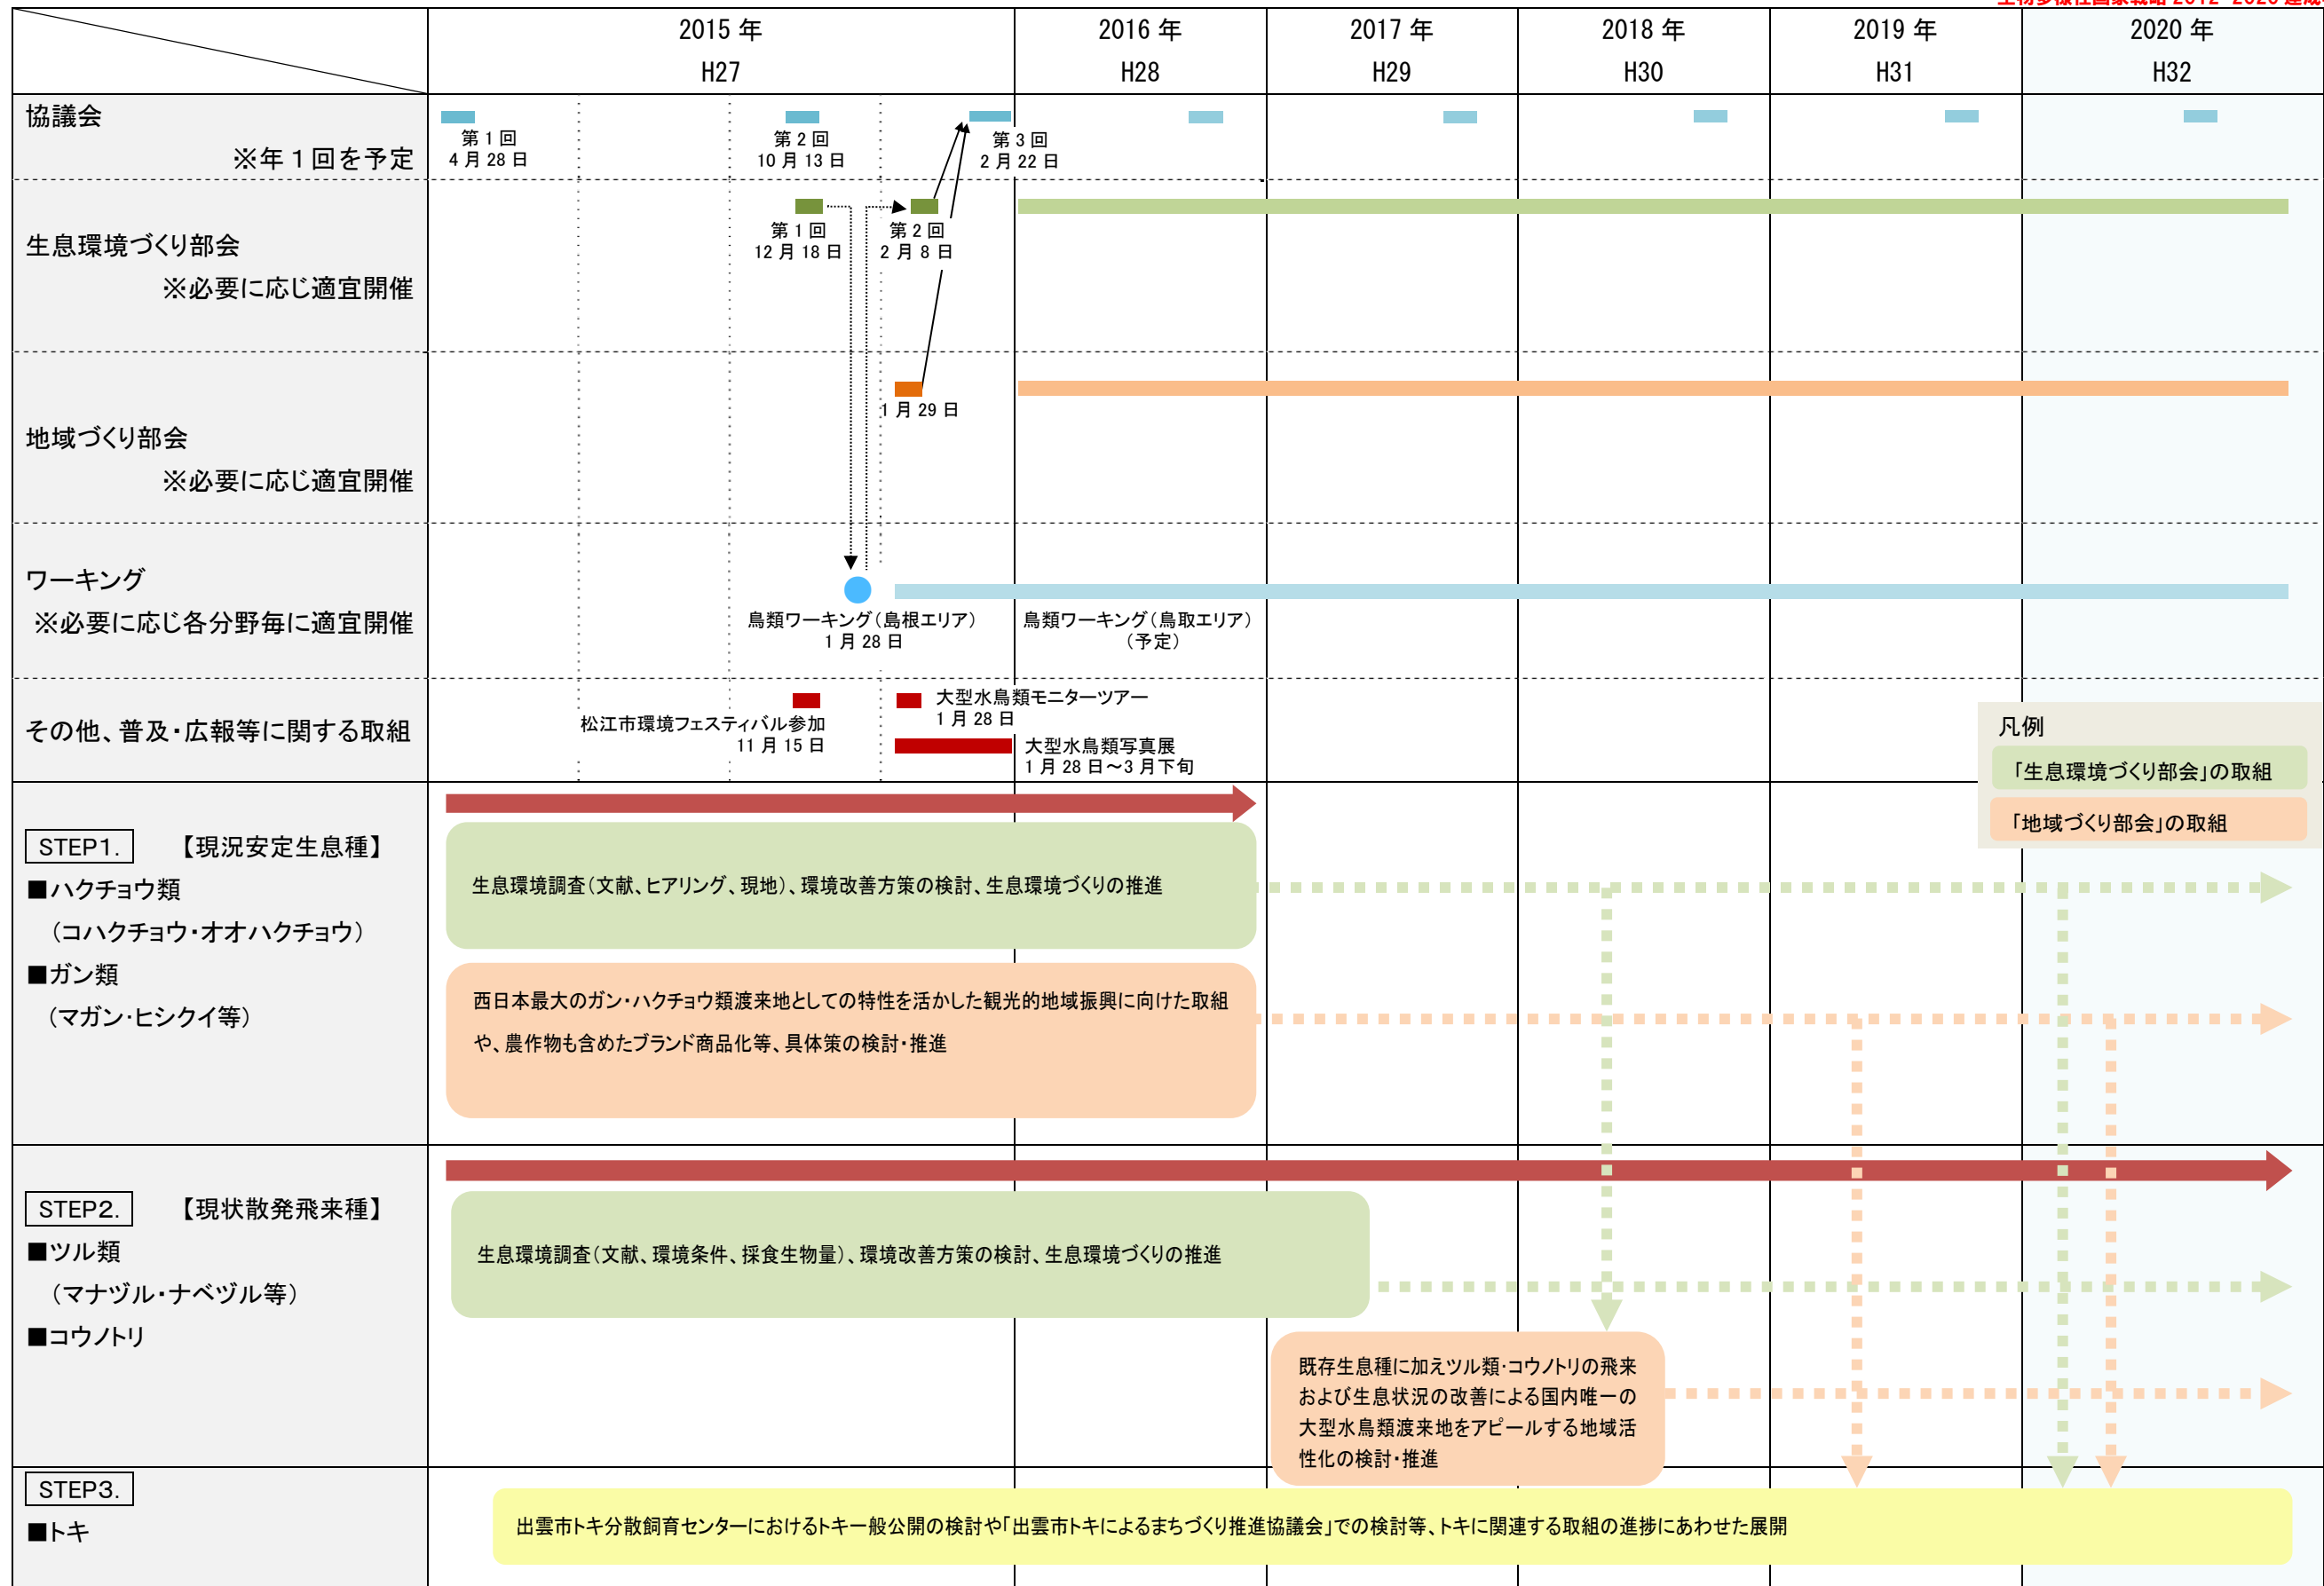 2015 年
H27
2016 年
H28
2017 年
H29
2018 年
H30
2019 年
H31
2020 年
H32
協議会
※年１回を予定
第１回
4 月 28 日
第２回
10 月 13 日
第３回
2 月 22 日
生息環境づくり部会
※必要に応じ適宜開催
第１回
12 月 18 日
第２回
2 月 8 日
地域づくり部会
※必要に応じ適宜開催
1 月 29 日
ワーキング
※必要に応じ各分野毎に適宜開催
鳥類ワーキング（島根エリア）
1 月 28 日
鳥類ワーキング（鳥取エリア）
（予定）
その他、普及・広報等に関する取組
松江市環境フェスティバル参加
11 月 15 日
大型水鳥類モニターツアー
1 月 28 日
大型水鳥類写真展
1 月 28 日～3 月下旬
凡例
「生息環境づくり部会」の取組
「地域づくり部会」の取組
STEP1. 【現況安定生息種】
■ハクチョウ類
（コハクチョウ・オオハクチョウ）
■ガン類
（マガン・ヒシクイ等）
生息環境調査（文献、ヒアリング、現地）、環境改善方策の検討、生息環境づくりの推進
西日本最大のガン・ハクチョウ類渡来地としての特性を活かした観光的地域振興に向けた取組
や、農作物も含めたブランド商品化等、具体策の検討・推進
STEP2. 【現状散発飛来種】
■ツル類
（マナヅル・ナベヅル等）
■コウノトリ
生息環境調査（文献、環境条件、採食生物量）、環境改善方策の検討、生息環境づくりの推進
既存生息種に加えツル類・コウノトリの飛来
および生息状況の改善による国内唯一の
大型水鳥類渡来地をアピールする地域活
性化の検討・推進
STEP3.
■トキ
出雲市トキ分散飼育センターにおけるトキ一般公開の検討や「出雲市トキによるまちづくり推進協議会」での検討等、トキに関連する取組の進捗にあわせた展開